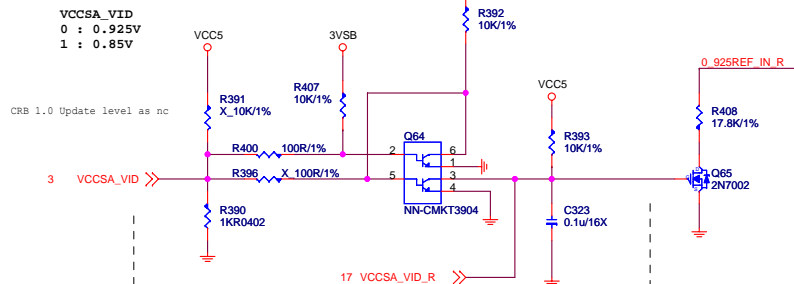 VCCSA_VID
0 : 0.925V
1 : 0.85V
R392
10K/1%
VCC5
3VSB
0_925REF_IN_R
R407
10K/1%
VCC5
R391
X_10K/1%
CRB 1.0 Update level as nc
R408
17.8K/1%
Q64
R393
10K/1%
R400
100R/1%
2
6
1
R396
X_100R/1%
5
3
4
3
VCCSA_VID
Q65
2N7002
NN-CMKT3904
R390
1KR0402
C323
0.1u/16X
17
VCCSA_VID_R